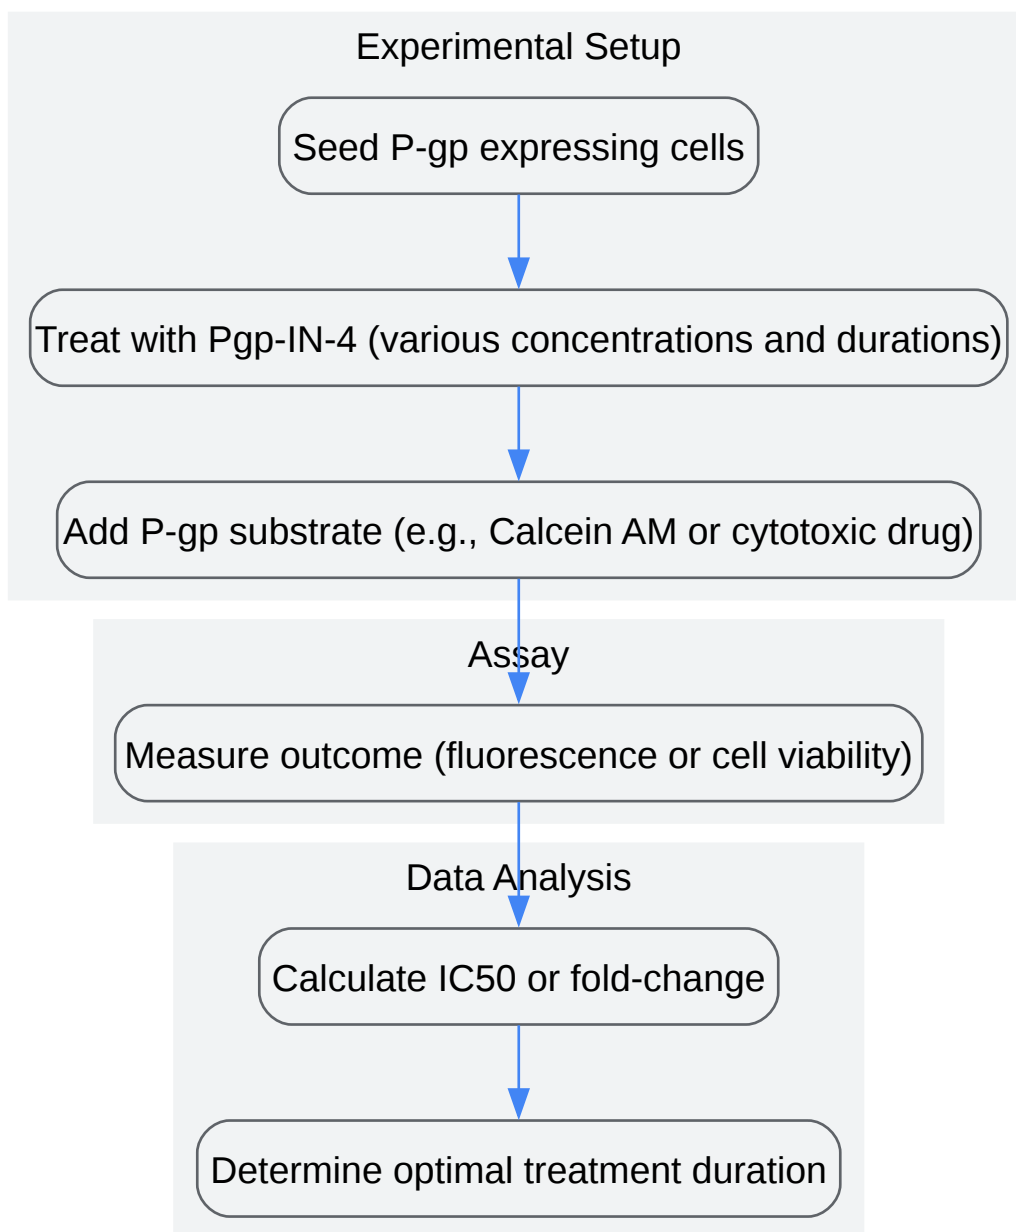 Experimental Setup
Seed P-gp expressing cells
Treat with Pgp-IN-4 (various concentrations and durations)
Add P-gp substrate (e.g., Calcein AM or cytotoxic drug)
Assay
Measure outcome (fluorescence or cell viability)
Data Analysis
Calculate IC50 or fold-change
Determine optimal treatment duration